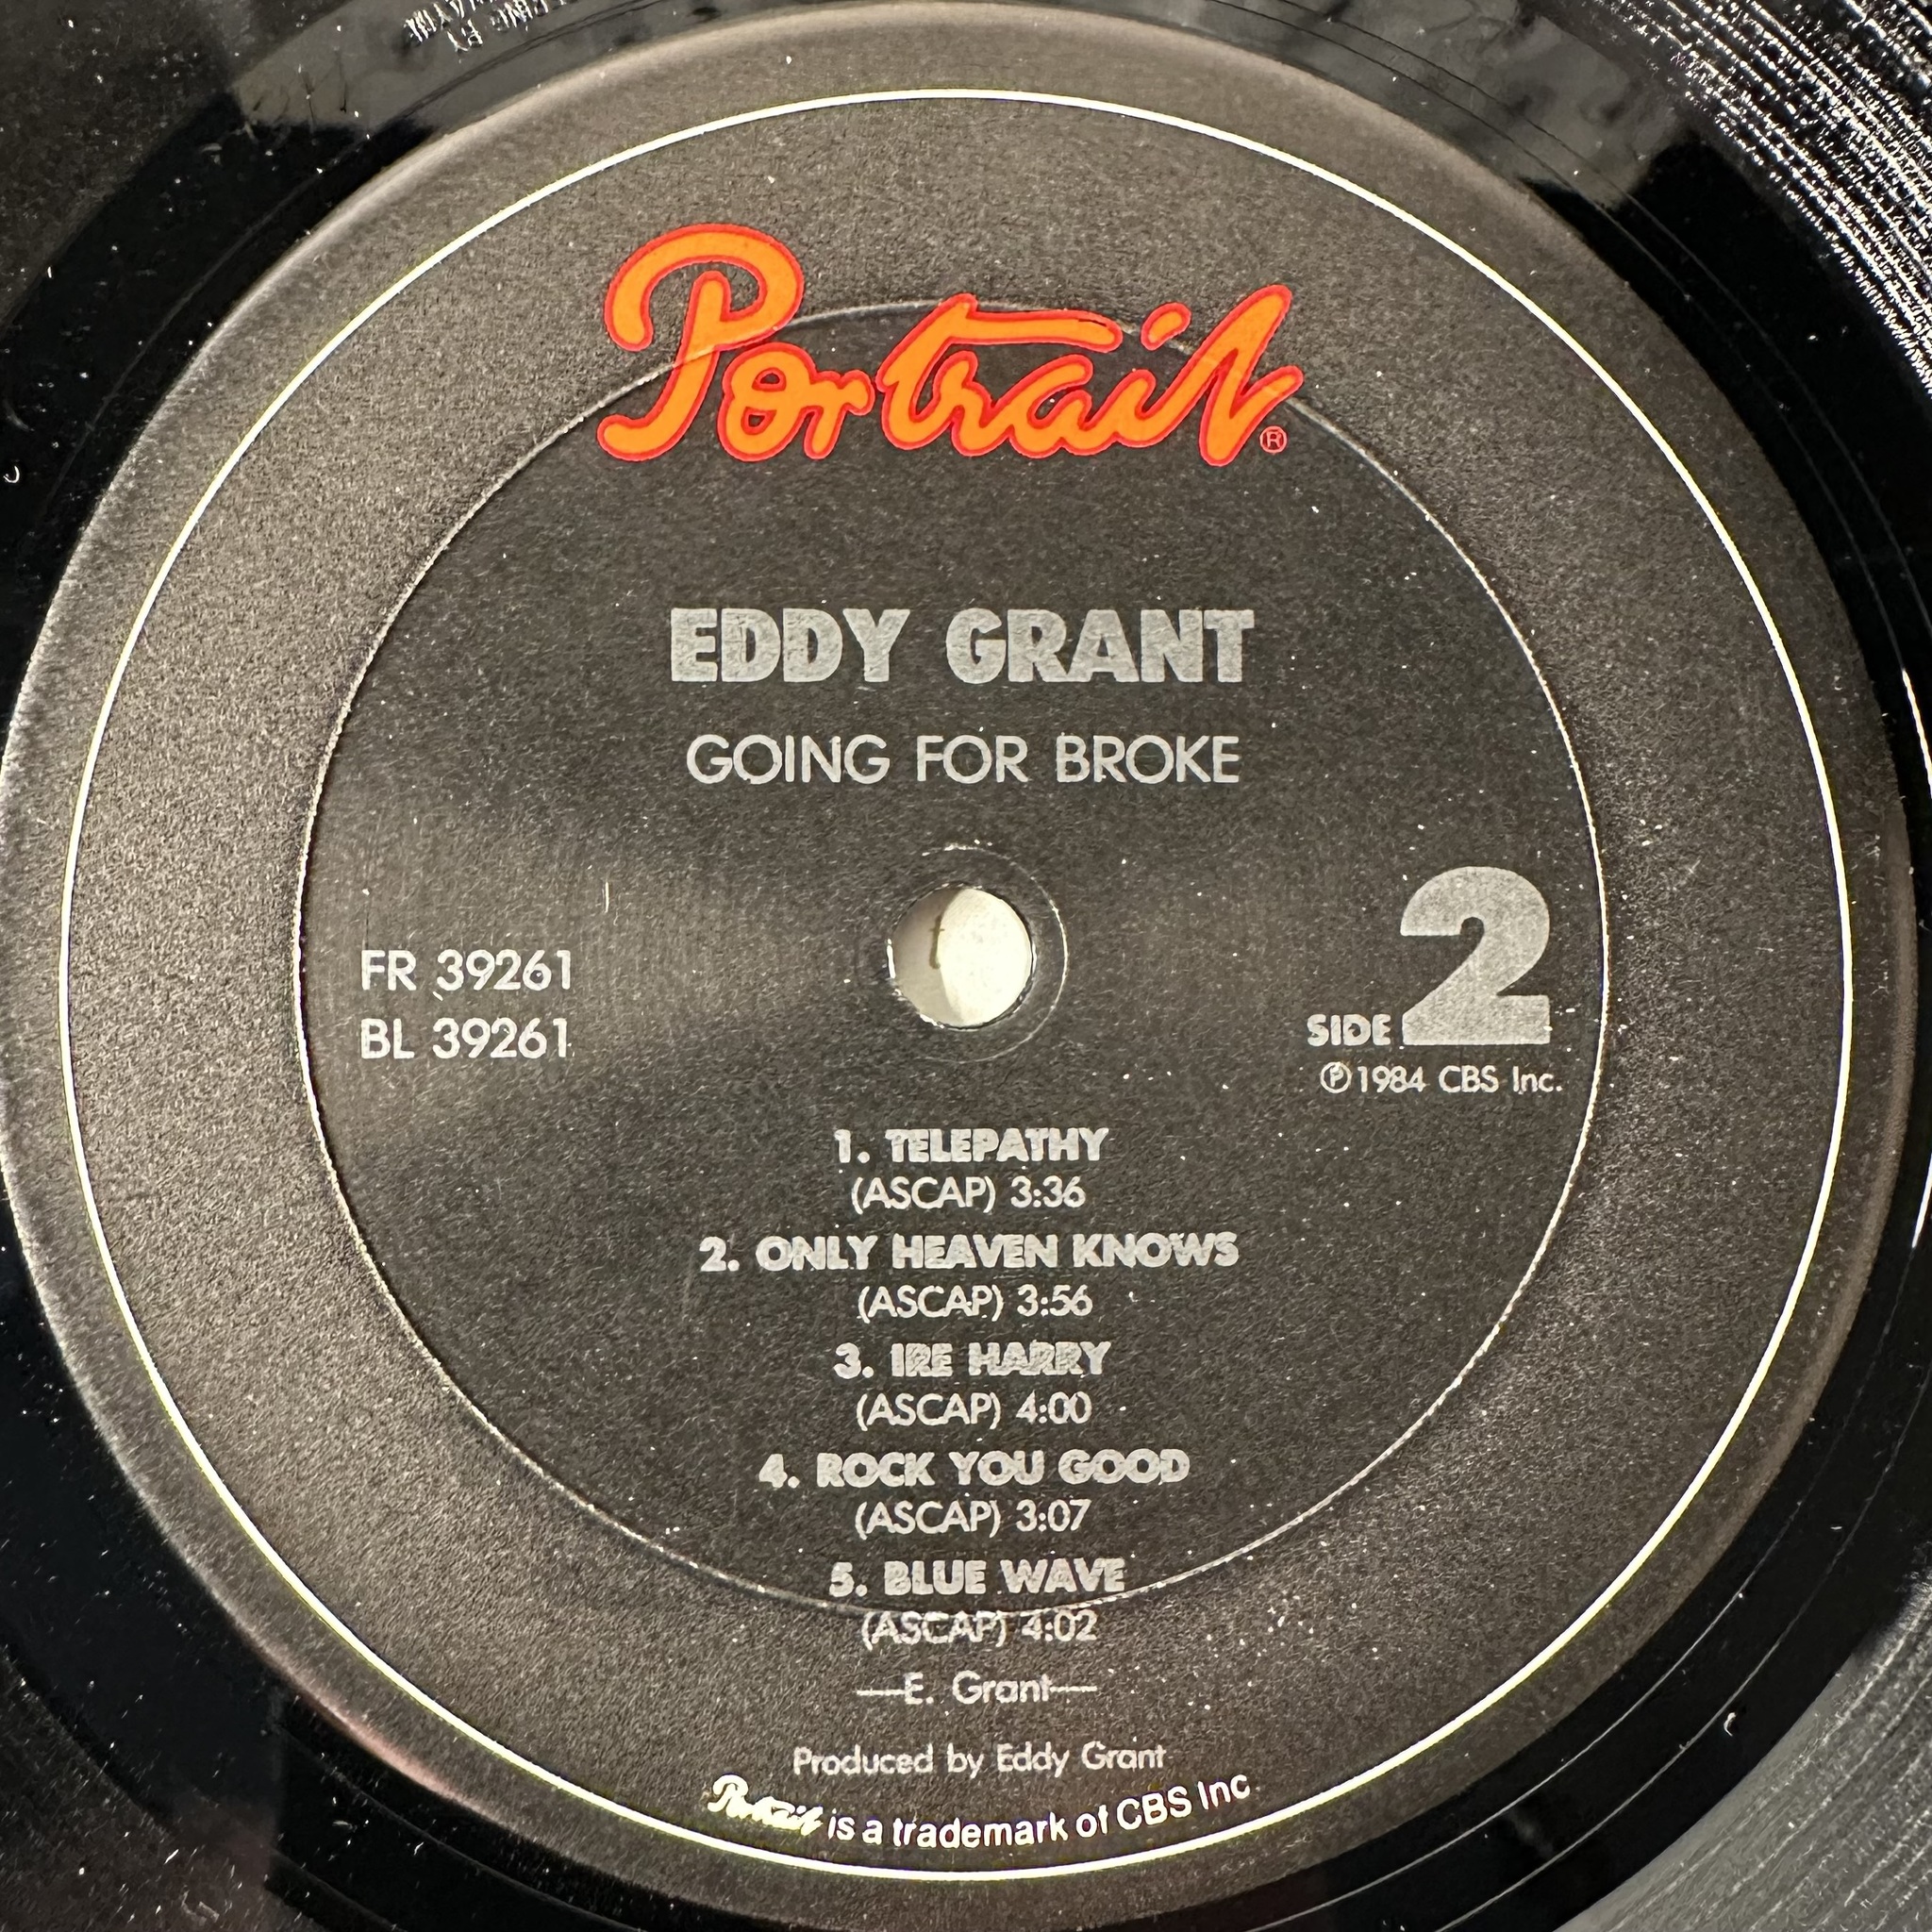 Portrait®
EDDY GRANT
GOING FOR BROKE
FR 39261
BL 39261
SIDE 2
℗1984 CBS Inc.
1. TELEPATHY
(ASCAP) 3:36
2. ONLY HEAVEN KNOWS
(ASCAP) 3:56
3. IRE HARRY
(ASCAP) 4:00
4. ROCK YOU GOOD
(ASCAP) 3:07
5. BLUE WAVE
(ASCAP) 4:02
—E. Grant—
Produced by Eddy Grant
Portrait is a trademark of CBS Inc